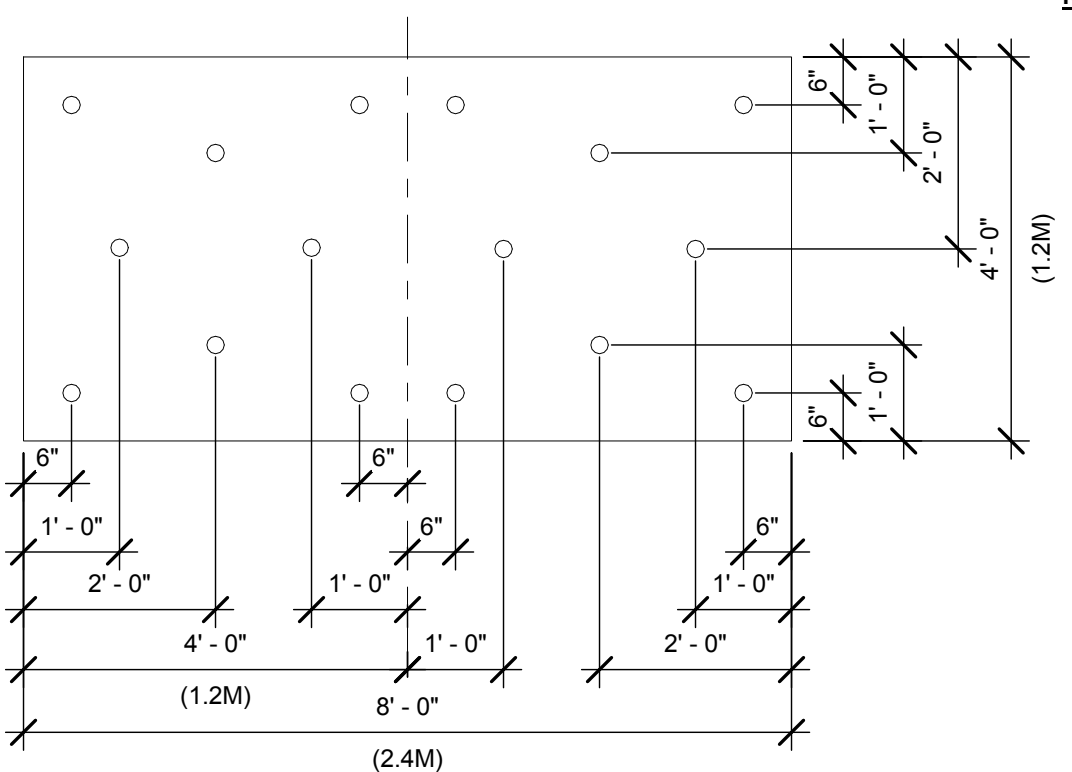 6"
1' - 0"
2' - 0"
4' - 0"
(1.2M)
1' - 0"
6"
6"
6"
1' - 0"
6"
6"
2' - 0"
1' - 0"
1' - 0"
4' - 0"
1' - 0"
2' - 0"
(1.2M)
8' - 0"
(2.4M)